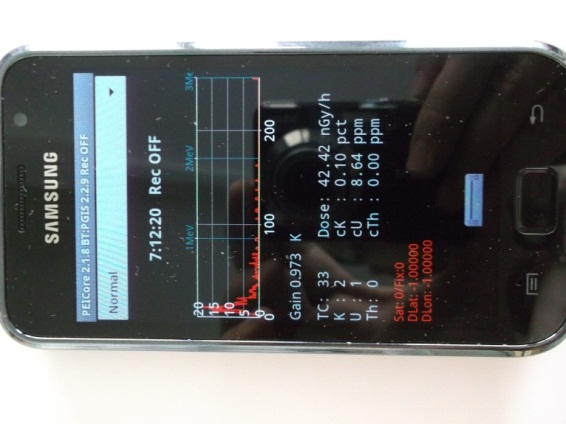 SAMSUNG
PEICore 2.1.8 BT:PGIS 2.2.9 Rec OFF
Normal
7:12:20 Rec OFF
1MeV 2MeV 3Me
20
15
10
5
0
0 100 200
Gain 0.973 K
TC: 33 Dose: 42.42 nGy/h
K : 2 cK : 0.10 pct
U : 1 cU : 8.64 ppm
Th: 0 cTh : 0.00 ppm
Sat: 0/Fix:0
DLat: -1.00000
DLon: -1.00000